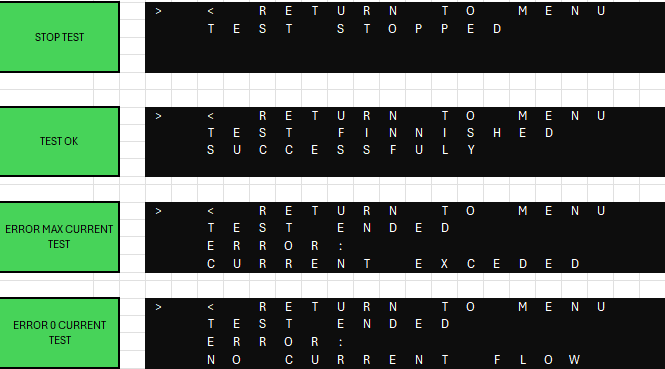 STOP TEST
> < RETURN TO MENU
TEST STOPPED
TEST OK
> < RETURN TO MENU
TEST FINNISHED
SUCCESSFULY
ERROR MAX CURRENT
TEST
> < RETURN TO MENU
TEST ENDED
ERROR:
CURRENT EXCEDED
ERROR 0 CURRENT
TEST
> < RETURN TO MENU
TEST ENDED
ERROR:
NO CURRENT FLOW